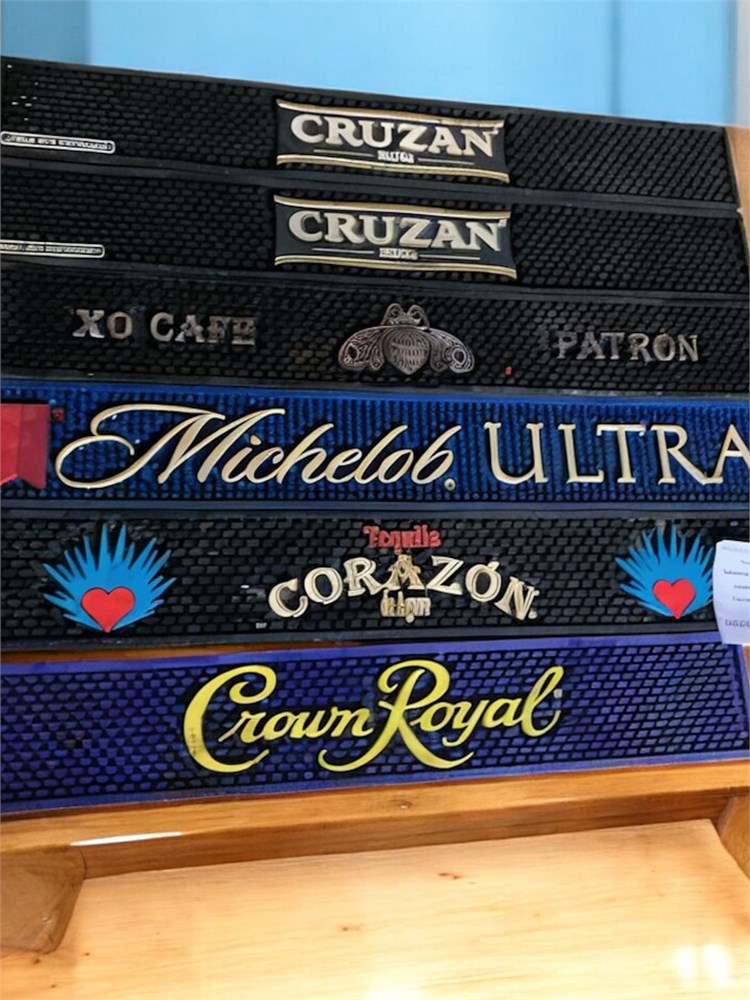 CRUZAN
CRUZAN
XO CAFE PATRON
Michelob. ULTRA
Tequila
CORAZÓN
Crown Royal